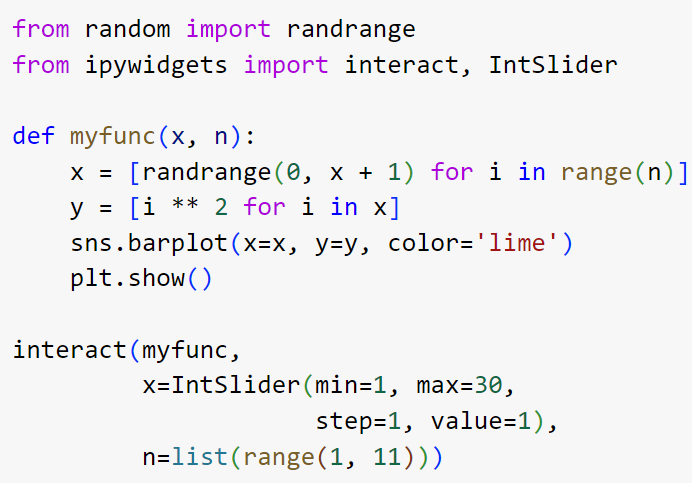 from random import randrange
from ipywidgets import interact, IntSlider

def myfunc(x, n):
    x = [randrange(0, x + 1) for i in range(n)]
    y = [i ** 2 for i in x]
    sns.barplot(x=x, y=y, color='lime')
    plt.show()

interact(myfunc,
         x=IntSlider(min=1, max=30,
                     step=1, value=1),
         n=list(range(1, 11)))